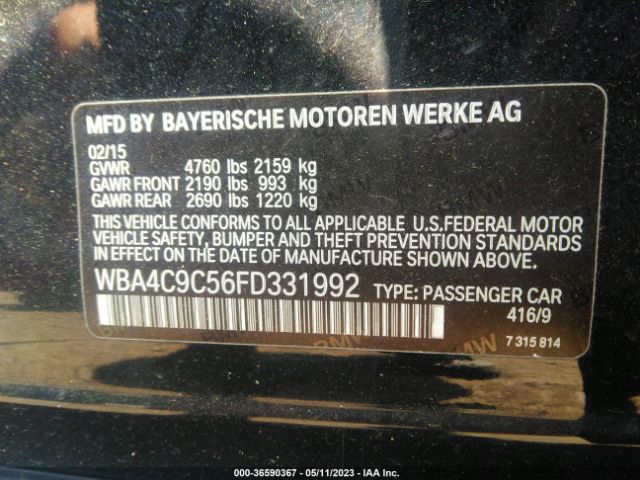 MFD BY BAYERISCHE MOTOREN WERKE AG
02/15
GVWR 4760 lbs 2159 kg
GAWR FRONT 2190 lbs 993 kg
GAWR REAR 2690 lbs 1220 kg
THIS VEHICLE CONFORMS TO ALL APPLICABLE U.S.FEDERAL MOTOR
VEHICLE SAFETY, BUMPER AND THEFT PREVENTION STANDARDS
IN EFFECT ON THE DATE OF MANUFACTURE SHOWN ABOVE.
WBA4C9C56FD331992 TYPE: PASSENGER CAR
416/9
7 315 814
BMW
000-36590367 - 05/11/2023 - IAA Inc.